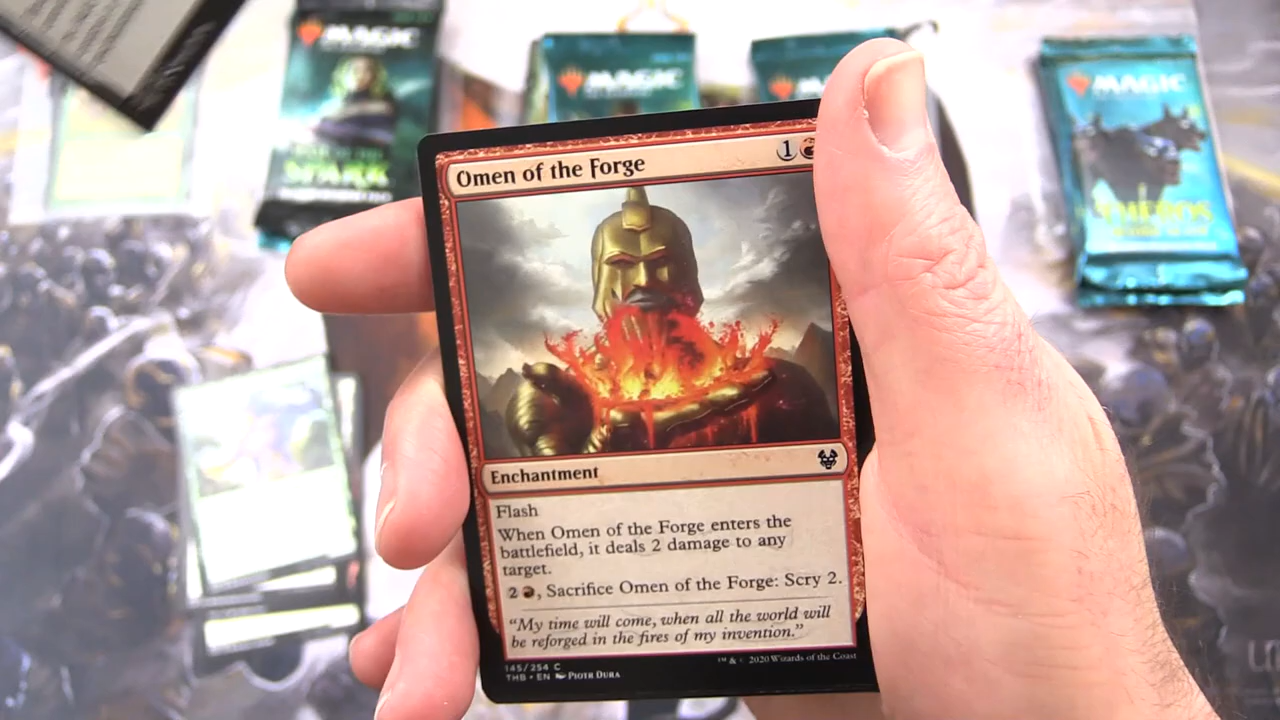 MAGIC
MAGIC
MAGIC
MAGIC
THEROS
Omen of the Forge
1
Enchantment
Flash
When Omen of the Forge enters the
battlefield, it deals 2 damage to any
target.
2 , Sacrifice Omen of the Forge: Scry 2.
"My time will come, when all the world will
be reforged in the fires of my invention."
145/254 C
THB • EN Piotr Dura
™ & 2020 Wizards of the Coast